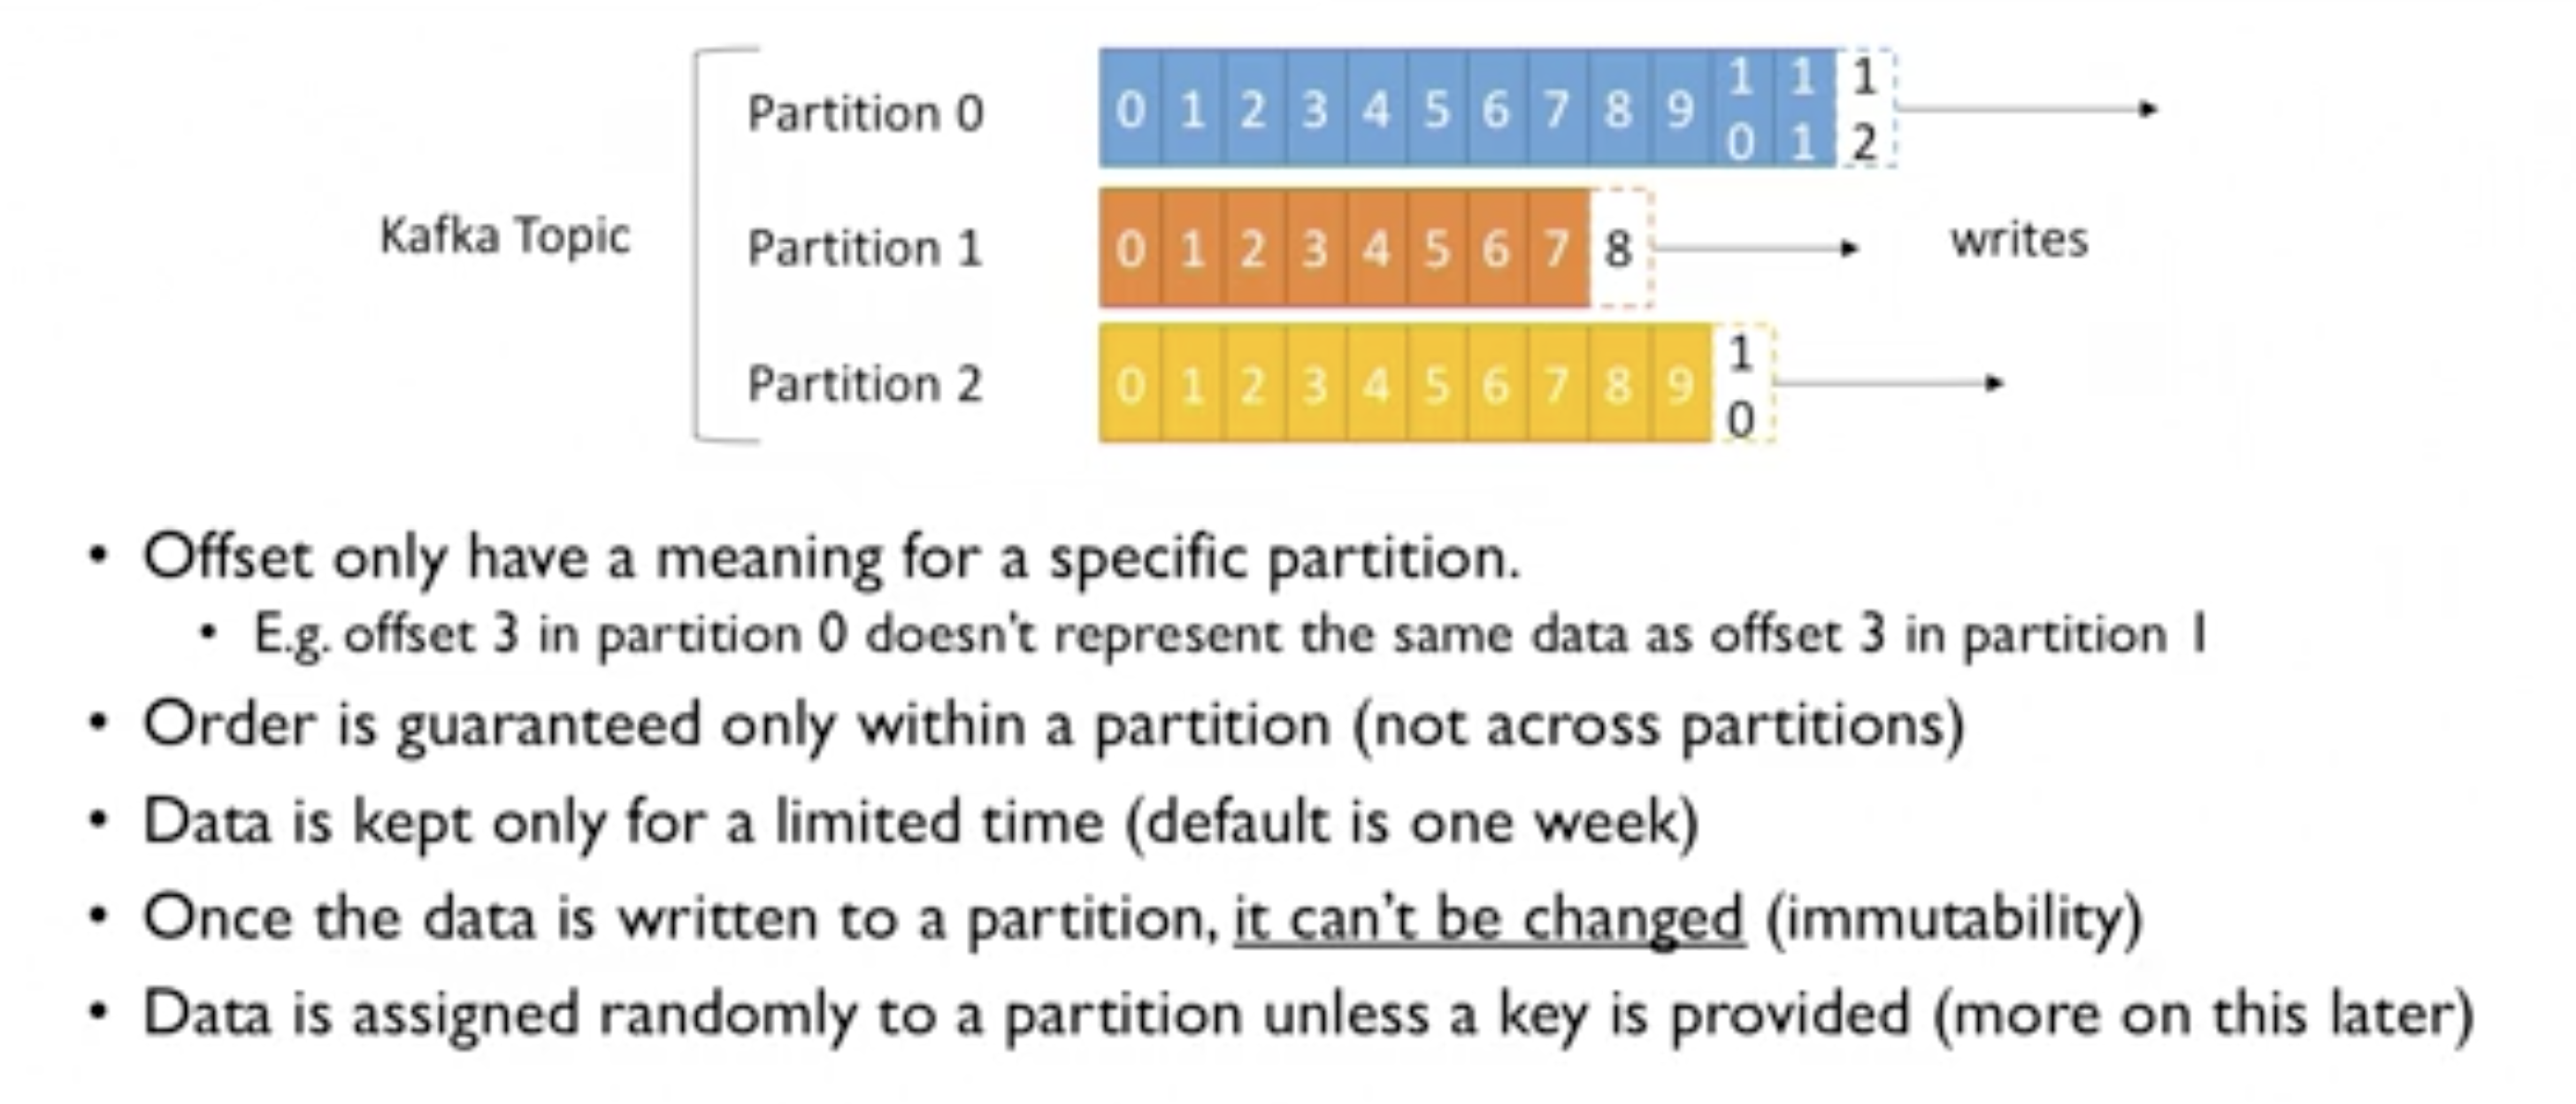 Kafka Topic
Partition 0
0 1 2 3 4 5 6 7 8 9 10 11 12
Partition 1
0 1 2 3 4 5 6 7 8
writes
Partition 2
0 1 2 3 4 5 6 7 8 9 10
• Offset only have a meaning for a specific partition.
• E.g. offset 3 in partition 0 doesn't represent the same data as offset 3 in partition 1
• Order is guaranteed only within a partition (not across partitions)
• Data is kept only for a limited time (default is one week)
• Once the data is written to a partition, it can't be changed (immutability)
• Data is assigned randomly to a partition unless a key is provided (more on this later)